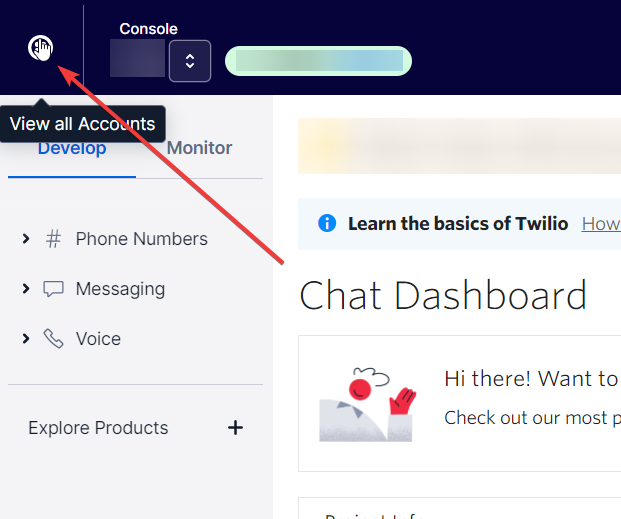 Console
View all Accounts
Develop
Monitor
Phone Numbers
Messaging
Voice
Explore Products
Learn the basics of Twilio How
Chat Dashboard
Hi there! Want to
Check out our most p